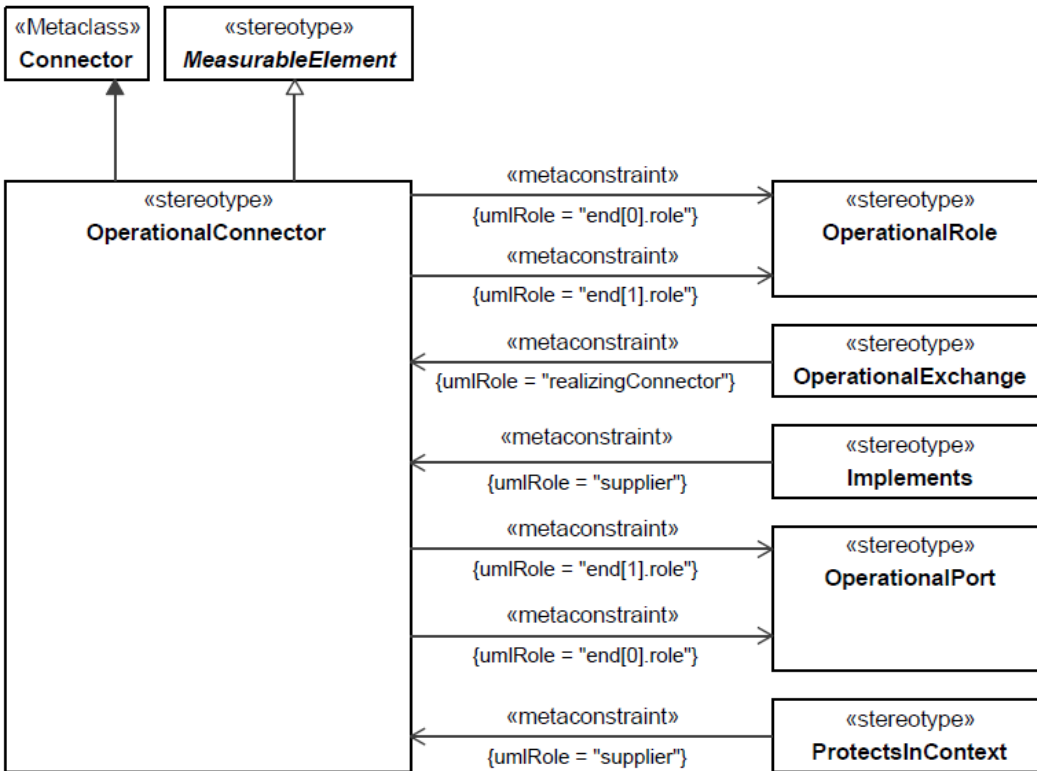 «Metaclass»
Connector
«stereotype»
MeasurableElement
«stereotype»
OperationalConnector
«metaconstraint»
{umlRole = "end[0].role"}
«metaconstraint»
{umlRole = "end[1].role"}
«stereotype»
OperationalRole
«metaconstraint»
{umlRole = "realizingConnector"}
«stereotype»
OperationalExchange
«metaconstraint»
{umlRole = "supplier"}
«stereotype»
Implements
«metaconstraint»
{umlRole = "end[1].role"}
«metaconstraint»
{umlRole = "end[0].role"}
«stereotype»
OperationalPort
«metaconstraint»
{umlRole = "supplier"}
«stereotype»
ProtectsInContext